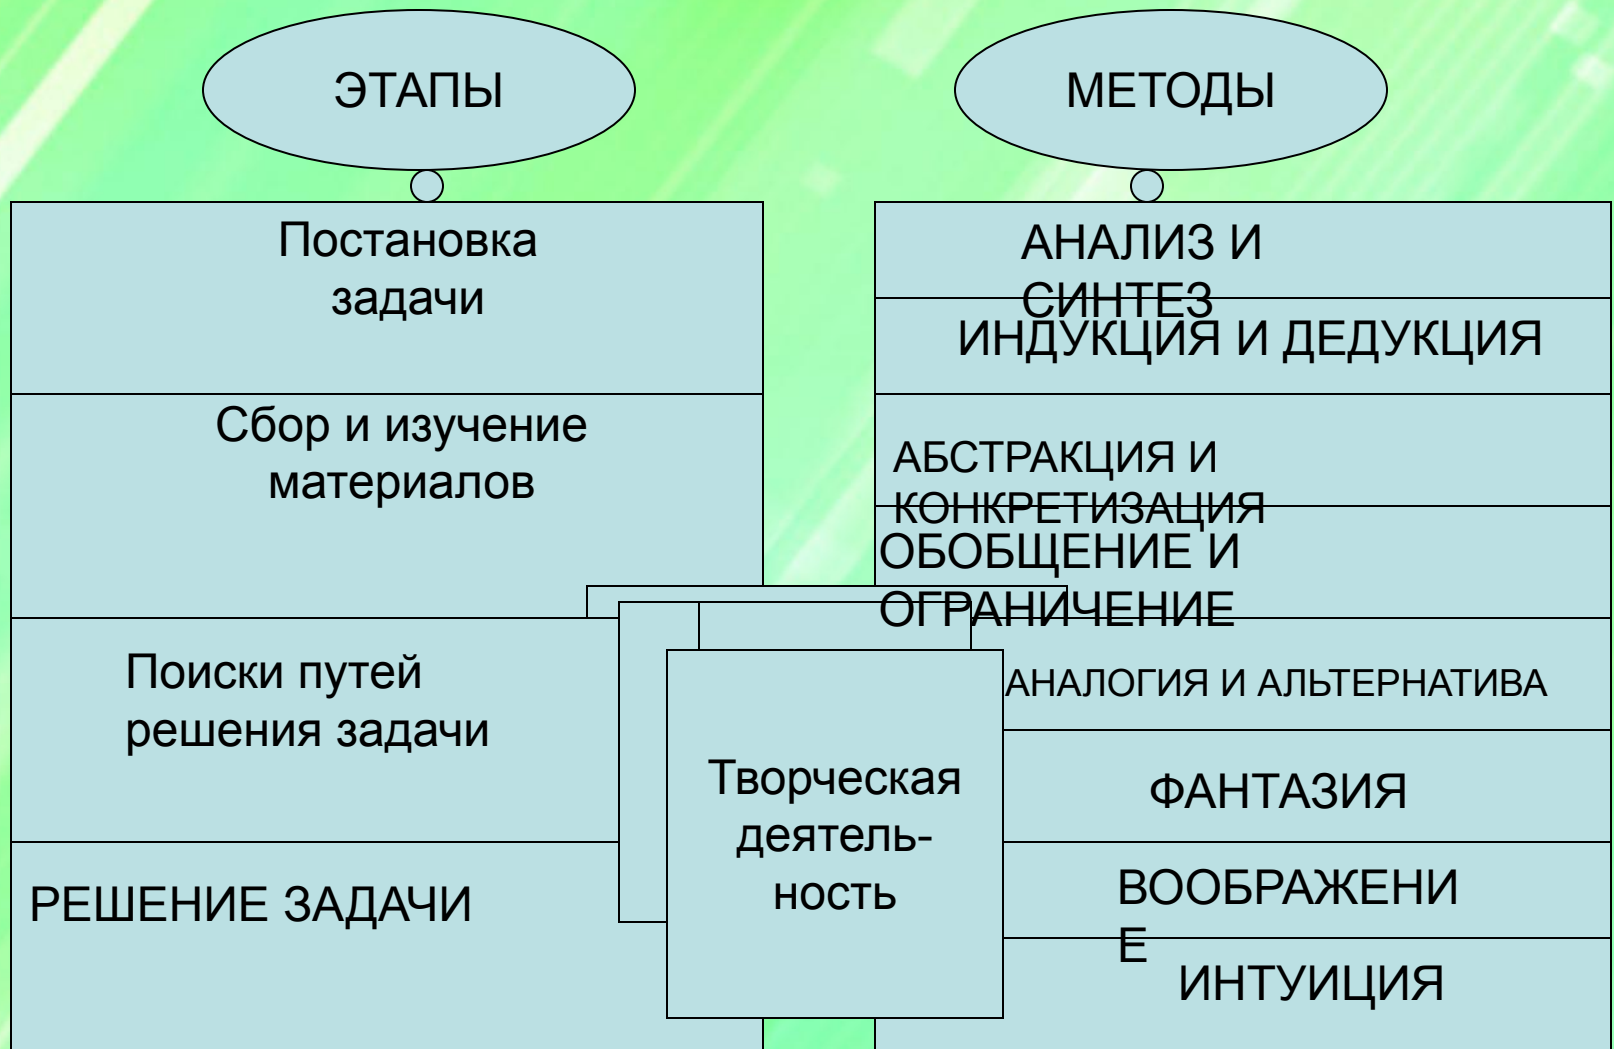 ЭТАПЫ
Постановка
задачи
Сбор и изучение
материалов
Поиски путей
решения задачи
РЕШЕНИЕ ЗАДАЧИ
Творческая
деятель-
ность
МЕТОДЫ
АНАЛИЗ И
СИНТЕЗ
ИНДУКЦИЯ И ДЕДУКЦИЯ
АБСТРАКЦИЯ И
КОНКРЕТИЗАЦИЯ
ОБОБЩЕНИЕ И
ОГРАНИЧЕНИЕ
АНАЛОГИЯ И АЛЬТЕРНАТИВА
ФАНТАЗИЯ
ВООБРАЖЕНИ
Е
ИНТУИЦИЯ